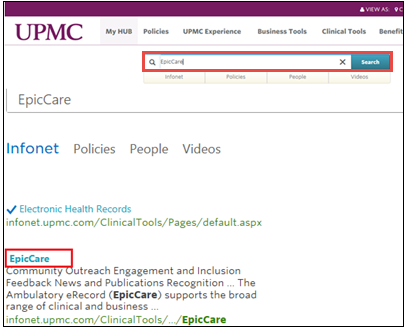 VIEW AS:
UPMC
My HUB Policies UPMC Experience Business Tools Clinical Tools Benefit
EpicCare Search
Infonet Policies People Videos
EpicCare
Infonet Policies People Videos
Electronic Health Records
infonet.upmc.com/ClinicalTools/Pages/default.aspx
EpicCare
Community Outreach Engagement and Inclusion
Feedback News and Publications Recognition ... The
Ambulatory eRecord (EpicCare) supports the broad
range of clinical and business ...
infonet.upmc.com/ClinicalTools/.../EpicCare